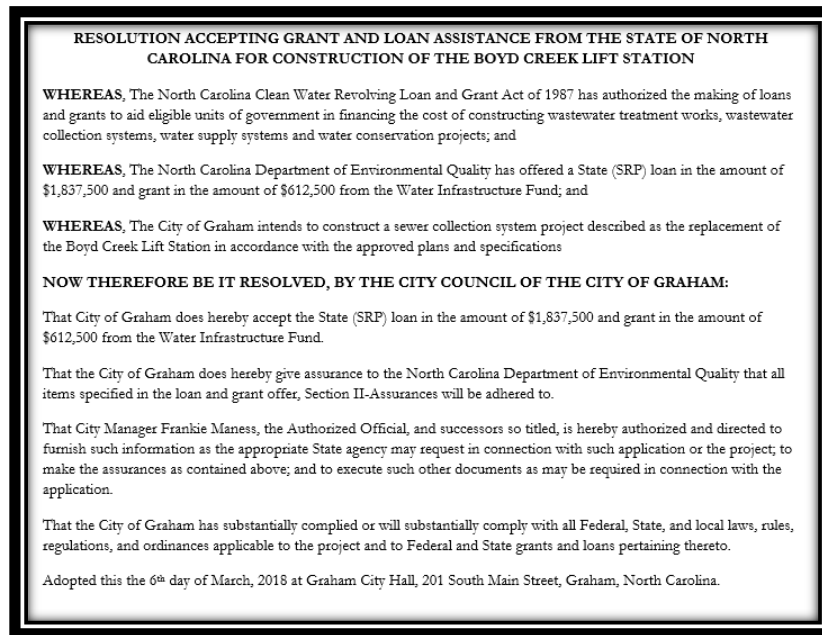 RESOLUTION ACCEPTING GRANT AND LOAN ASSISTANCE FROM THE STATE OF NORTH
CAROLINA FOR CONSTRUCTION OF THE BOYD CREEK LIFT STATION
WHEREAS, The North Carolina Clean Water Revolving Loan and Grant Act of 1987 has authorized the making of loans
and grants to aid eligible units of government in financing the cost of constructing wastewater treatment works, wastewater
collection systems, water supply systems and water conservation projects; and
WHEREAS, The North Carolina Department of Environmental Quality has offered a State (SRP) loan in the amount of
$1,837,500 and grant in the amount of $612,500 from the Water Infrastructure Fund; and
WHEREAS, The City of Graham intends to construct a sewer collection system project described as the replacement of
the Boyd Creek Lift Station in accordance with the approved plans and specifications
NOW THEREFORE BE IT RESOLVED, BY THE CITY COUNCIL OF THE CITY OF GRAHAM:
That City of Graham does hereby accept the State (SRP) loan in the amount of $1,837,500 and grant in the amount of
$612,500 from the Water Infrastructure Fund.
That the City of Graham does hereby give assurance to the North Carolina Department of Environmental Quality that all
items specified in the loan and grant offer, Section II-Assurances will be adhered to.
That City Manager Frankie Maness, the Authorized Official, and successors so titled, is hereby authorized and directed to
furnish such information as the appropriate State agency may request in connection with such application or the project; to
make the assurances as contained above; and to execute such other documents as may be required in connection with the
application.
That the City of Graham has substantially complied or will substantially comply with all Federal, State, and local laws, rules,
regulations, and ordinances applicable to the project and to Federal and State grants and loans pertaining thereto.
Adopted this the 6th day of March, 2018 at Graham City Hall, 201 South Main Street, Graham, North Carolina.